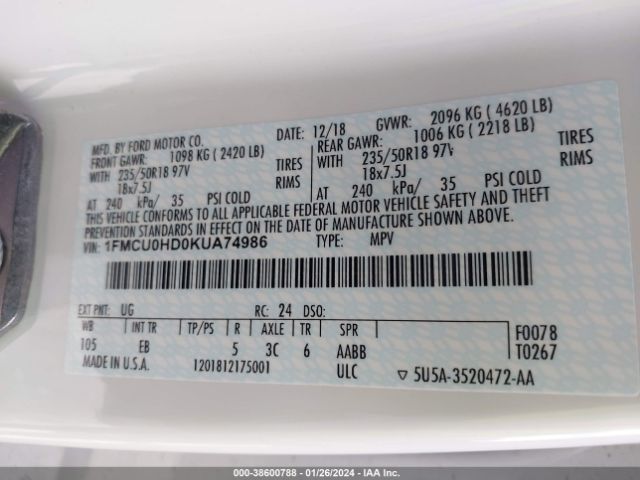 MFD. BY FORD MOTOR CO.
DATE: 12/18 GVWR: 2096 KG ( 4620 LB)
FRONT GAWR: 1098 KG ( 2420 LB) REAR GAWR: 1006 KG ( 2218 LB)
WITH 235/50R18 97V TIRES WITH 235/50R18 97V TIRES
18x7.5J RIMS 18x7.5J RIMS
AT 240 kPa/ 35 PSI COLD AT 240 kPa/ 35 PSI COLD
THIS VEHICLE CONFORMS TO ALL APPLICABLE FEDERAL MOTOR VEHICLE SAFETY AND THEFT
PREVENTION STANDARDS IN EFFECT ON THE DATE OF MANUFACTURE SHOWN ABOVE.
VIN: 1FMCU0HD0KUA74986 TYPE: MPV
EXT PNT: UG RC: 24 DSO:
WB INT TR TP/PS R AXLE TR SPR F0078
105 EB 5 3C 6 AABB T0267
MADE IN U.S.A. 1201812175001 ULC ▽ 5U5A-3520472-AA
000-38600788 - 01/26/2024 - IAAI.CA